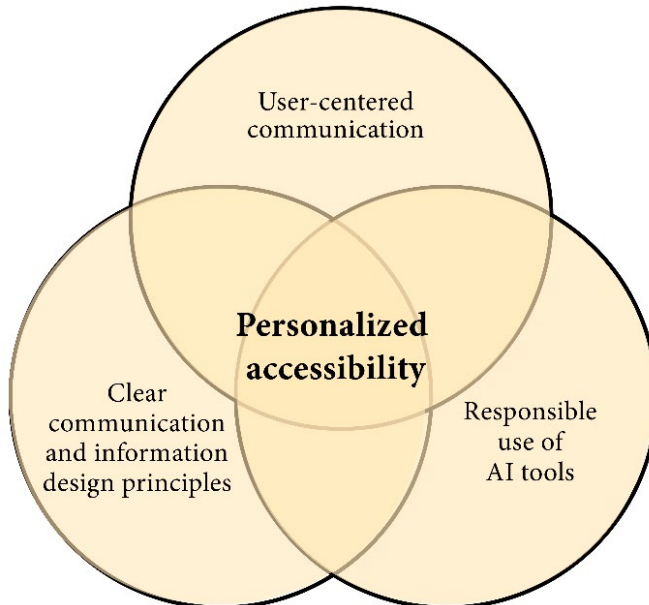 User-centered
communication
Personalized
accessibility
Clear
communication
and information
design principles
Responsible
use of
AI tools